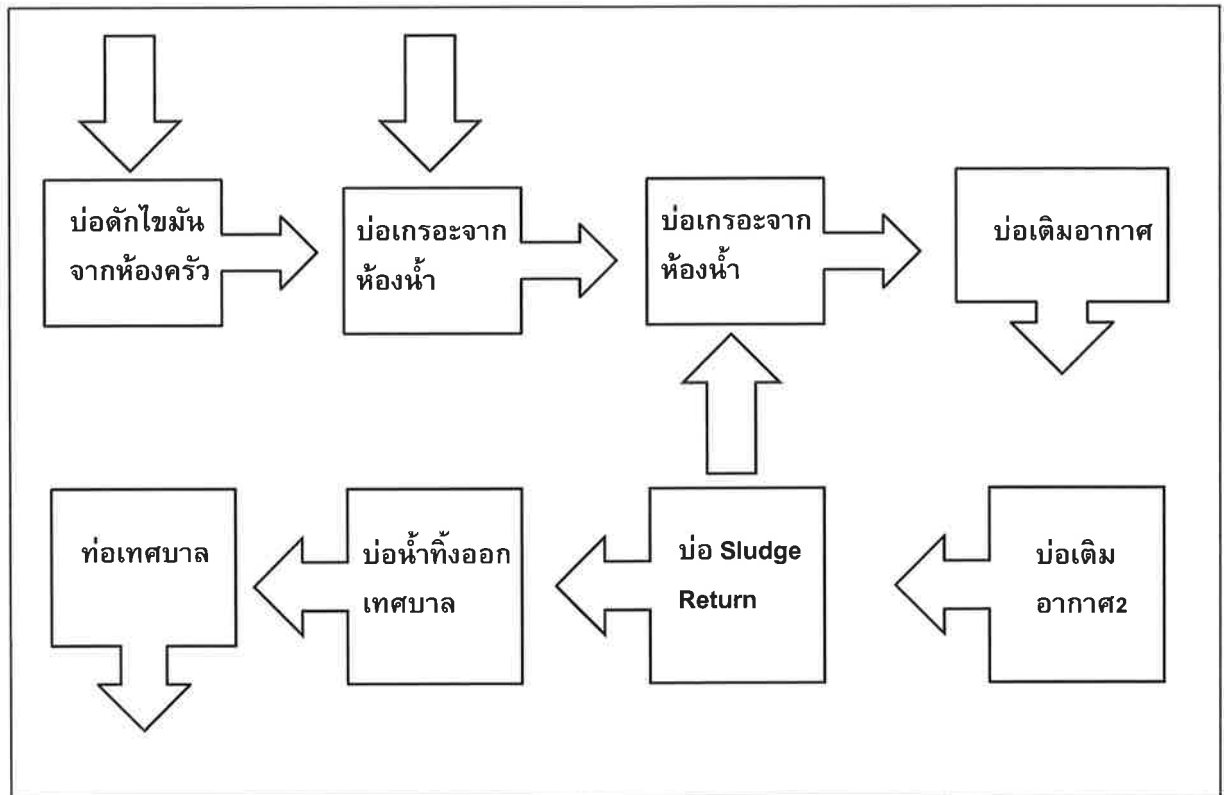 บ่อดักไขมัน
จากห้องครัว
บ่อเกรอะจาก
ห้องน้ำ
บ่อเกรอะจาก
ห้องน้ำ
บ่อเติมอากาศ
ท่อเทศบาล
บ่อน้ำทิ้งออก
เทศบาล
บ่อ Sludge
Return
บ่อเติม
อากาศ2